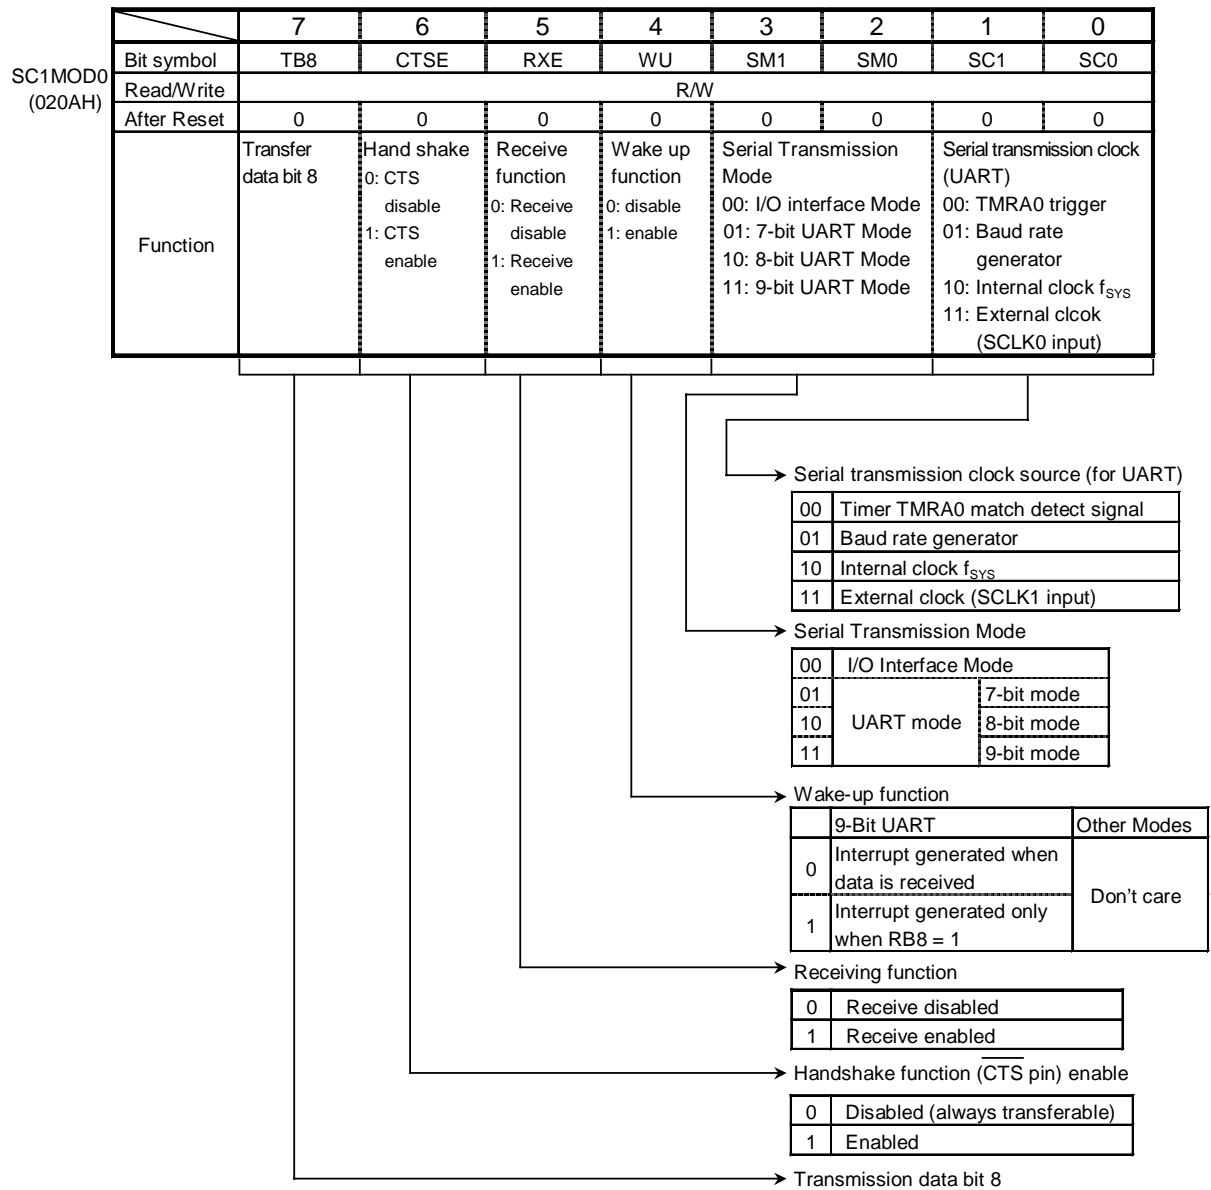 7 6 5 4 3 2 1 0
SC1MOD0
(020AH)
Bit symbol TB8 CTSE RXE WU SM1 SM0 SC1 SC0
Read/Write R/W
After Reset 0 0 0 0 0 0 0 0
Function
Transfer
data bit 8
Hand shake
0: CTS
disable
1: CTS
enable
Receive
function
0: Receive
disable
1: Receive
enable
Wake up
function
0: disable
1: enable
Serial Transmission
Mode
00: I/O interface Mode
01: 7-bit UART Mode
10: 8-bit UART Mode
11: 9-bit UART Mode
Serial transmission clock
(UART)
00: TMRA0 trigger
01: Baud rate
generator
10: Internal clock fSYS
11: External clcok
(SCLK0 input)
Serial transmission clock source (for UART)
00 Timer TMRA0 match detect signal
01 Baud rate generator
10 Internal clock fSYS
11 External clock (SCLK1 input)
Serial Transmission Mode
00 I/O Interface Mode
01 7-bit mode
10 UART mode 8-bit mode
11 9-bit mode
Wake-up function
9-Bit UART Other Modes
0 Interrupt generated when
data is received
Don't care
1 Interrupt generated only
when RB8 = 1
Receiving function
0 Receive disabled
1 Receive enabled
Handshake function (C̅T̅S̅ pin) enable
0 Disabled (always transferable)
1 Enabled
Transmission data bit 8